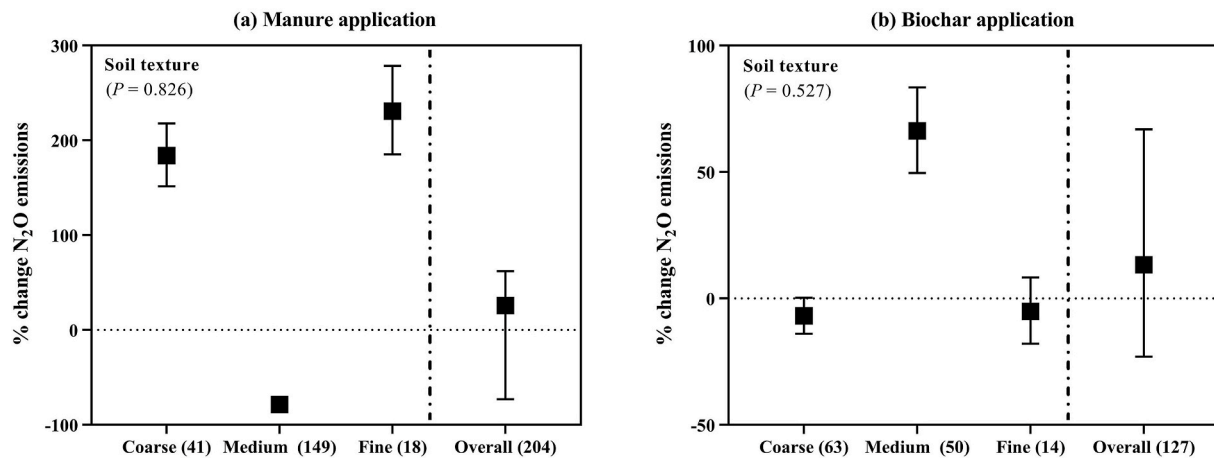 (a) Manure application
% change N₂O emissions
300
200
100
0
-100
Soil texture
(P = 0.826)
Coarse (41) Medium (149) Fine (18) Overall (204)
(b) Biochar application
% change N₂O emissions
100
50
0
-50
Soil texture
(P = 0.527)
Coarse (63) Medium (50) Fine (14) Overall (127)